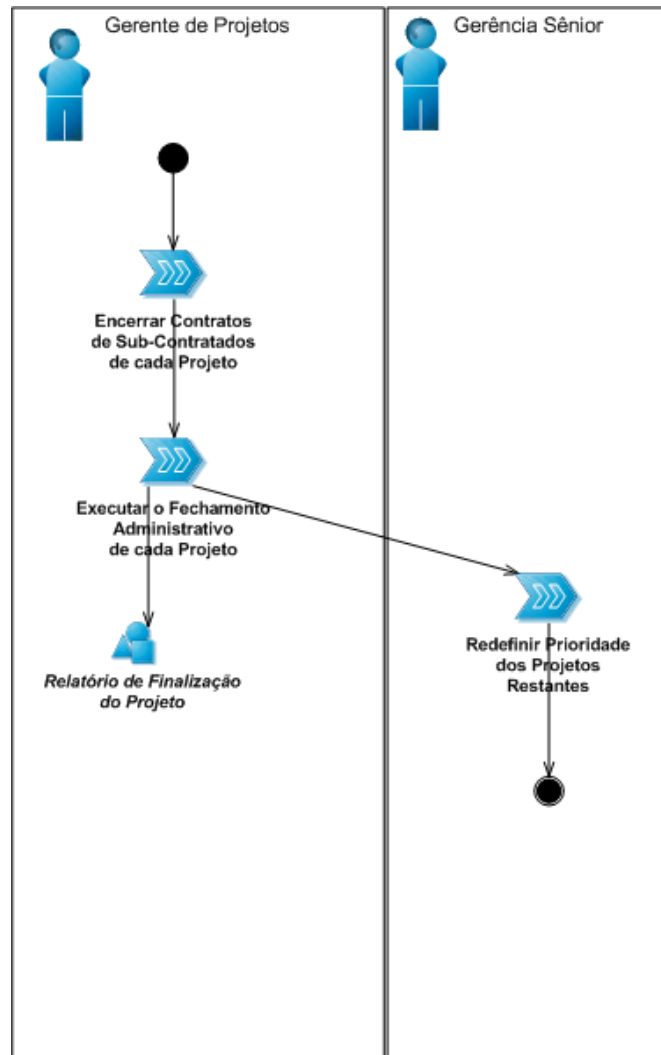 Gerente de Projetos
Gerência Sênior
Encerrar Contratos
de Sub-Contratados
de cada Projeto
Executar o Fechamento
Administrativo
de cada Projeto
Redefinir Prioridade
dos Projetos
Restantes
Relatório de Finalização
do Projeto